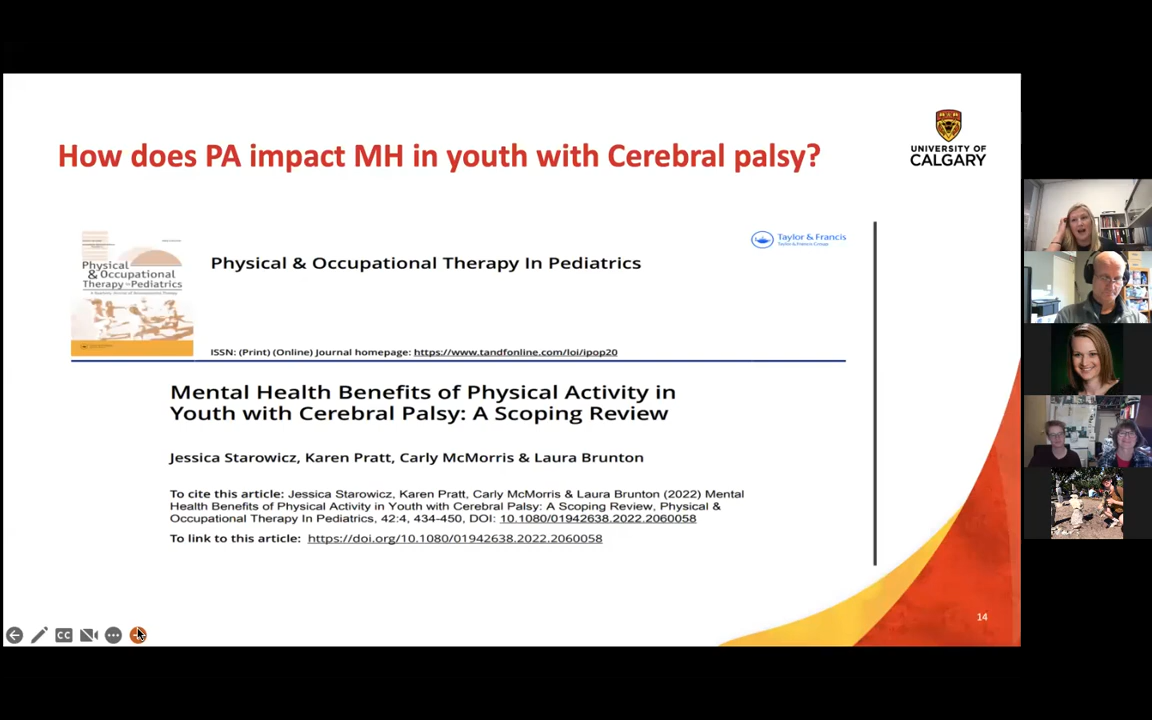 How does PA impact MH in youth with Cerebral palsy?
UNIVERSITY OF
CALGARY
Physical
& Occupational
Therapy in Pediatrics
Taylor & Francis
Taylor & Francis Group
Physical & Occupational Therapy In Pediatrics
ISSN: (Print) (Online) Journal homepage: https://www.tandfonline.com/loi/ipop20
Mental Health Benefits of Physical Activity in
Youth with Cerebral Palsy: A Scoping Review
Jessica Starowicz, Karen Pratt, Carly McMorris & Laura Brunton
To cite this article: Jessica Starowicz, Karen Pratt, Carly McMorris & Laura Brunton (2022) Mental
Health Benefits of Physical Activity in Youth with Cerebral Palsy: A Scoping Review, Physical &
Occupational Therapy In Pediatrics, 42:4, 434-450, DOI: 10.1080/01942638.2022.2060058
To link to this article: https://doi.org/10.1080/01942638.2022.2060058
14
CC